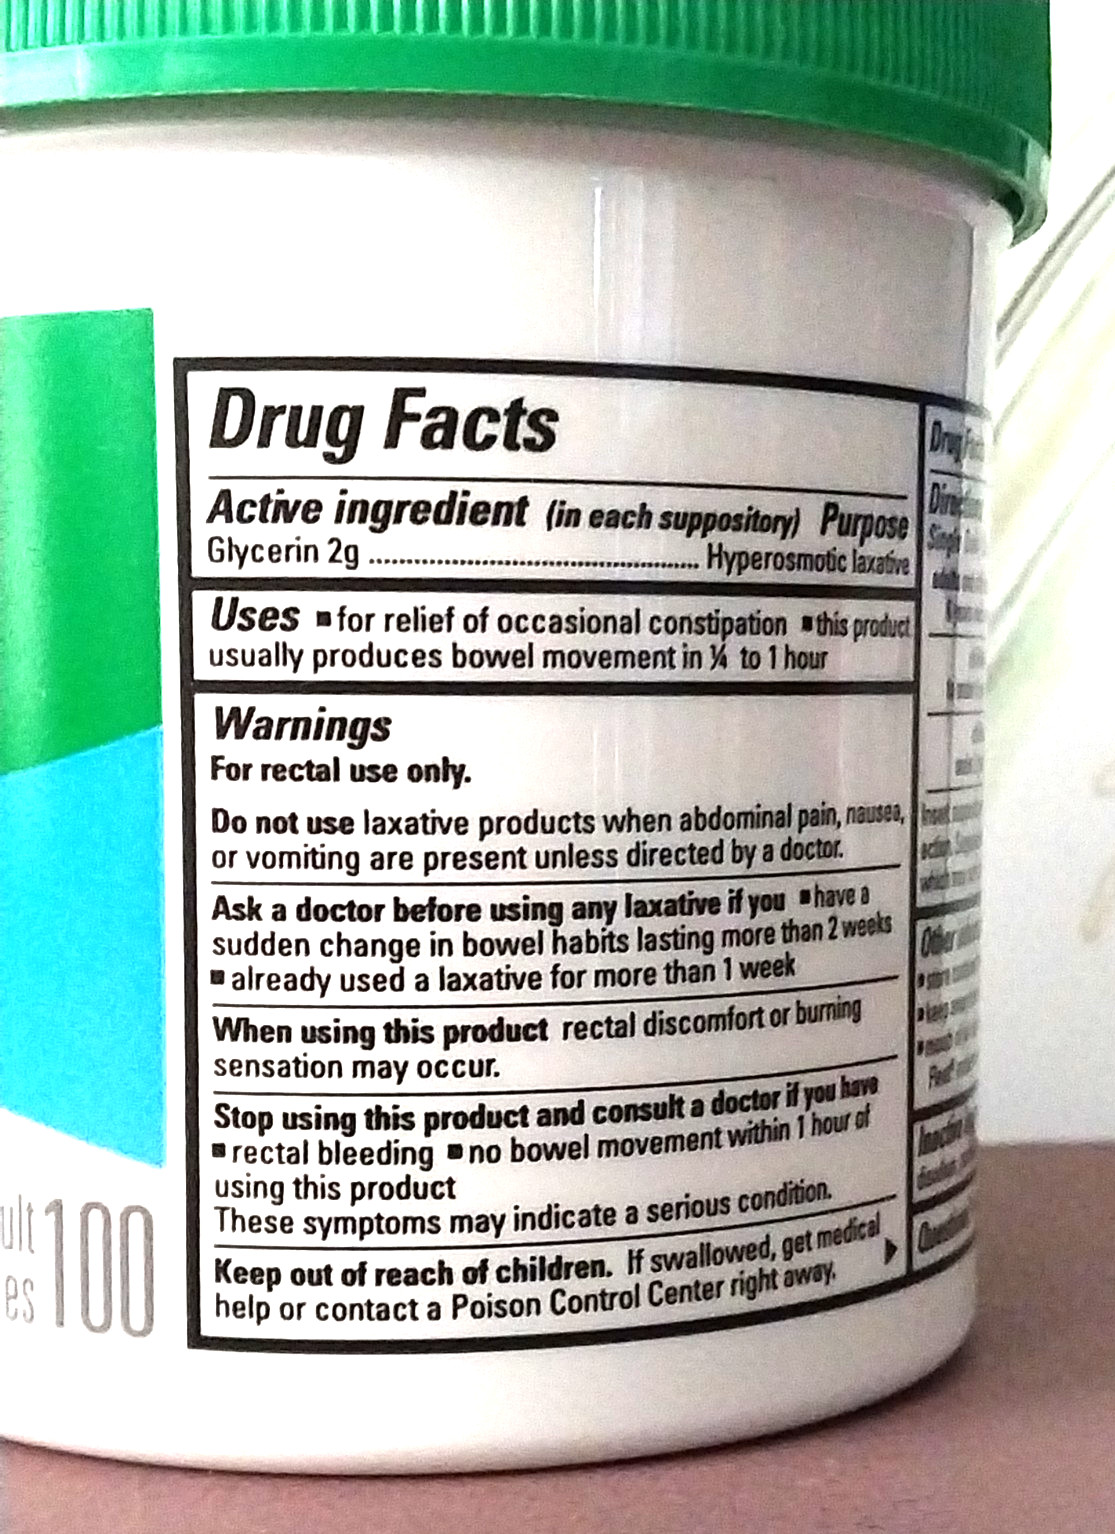 Drug Facts
Active ingredient (in each suppository) Purpose
Glycerin 2g ............................................ Hyperosmotic laxative
Uses ▪ for relief of occasional constipation ▪ this product
usually produces bowel movement in ¼ to 1 hour
Warnings
For rectal use only.
Do not use laxative products when abdominal pain, nausea,
or vomiting are present unless directed by a doctor.
Ask a doctor before using any laxative if you ▪ have a
sudden change in bowel habits lasting more than 2 weeks
▪ already used a laxative for more than 1 week
When using this product rectal discomfort or burning
sensation may occur.
Stop using this product and consult a doctor if you have
▪ rectal bleeding ▪ no bowel movement within 1 hour of
using this product
These symptoms may indicate a serious condition.
Keep out of reach of children. If swallowed, get medical
help or contact a Poison Control Center right away.
ult
es
100
Drug
Single
Other